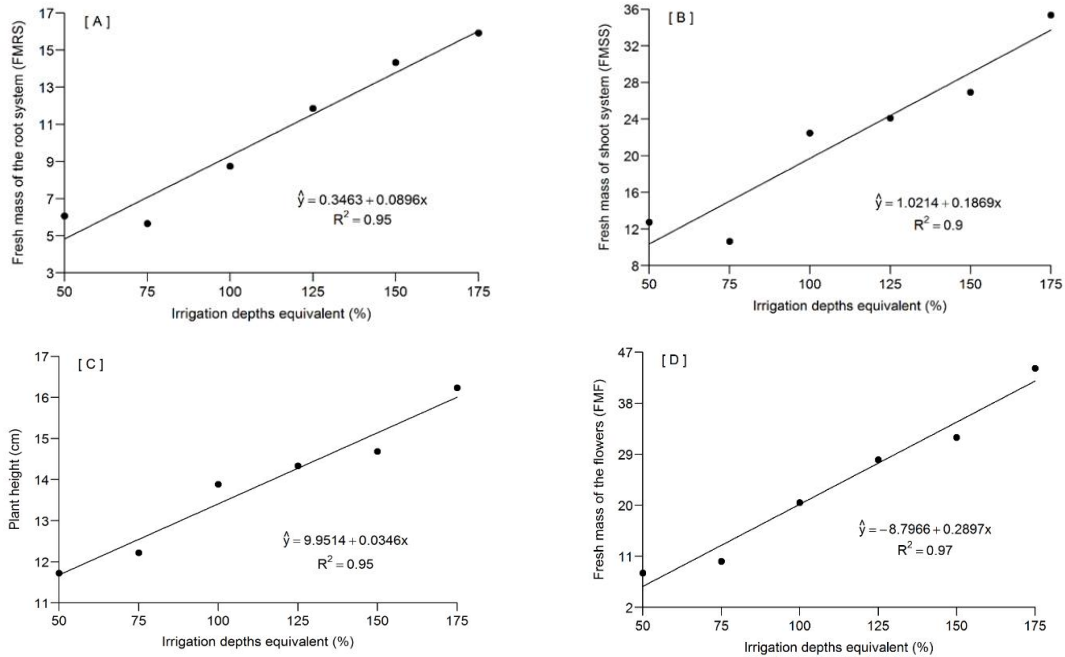 [ A ]
Fresh mass of the root system (FMRS)
17
15
13
11
9
7
5
3
ŷ = 0.3463 + 0.0896x
R² = 0.95
50 75 100 125 150 175
Irrigation depths equivalent (%)
[ B ]
Fresh mass of shoot system (FMSS)
36
32
28
24
20
16
12
8
ŷ = 1.0214 + 0.1869x
R² = 0.9
50 75 100 125 150 175
Irrigation depths equivalent (%)
[ C ]
Plant height (cm)
17
16
15
14
13
12
11
ŷ = 9.9514 + 0.0346x
R² = 0.95
50 75 100 125 150 175
Irrigation depths equivalent (%)
[ D ]
Fresh mass of the flowers (FMF)
47
38
29
20
11
2
ŷ = −8.7966 + 0.2897x
R² = 0.97
50 75 100 125 150 175
Irrigation depths equivalent (%)